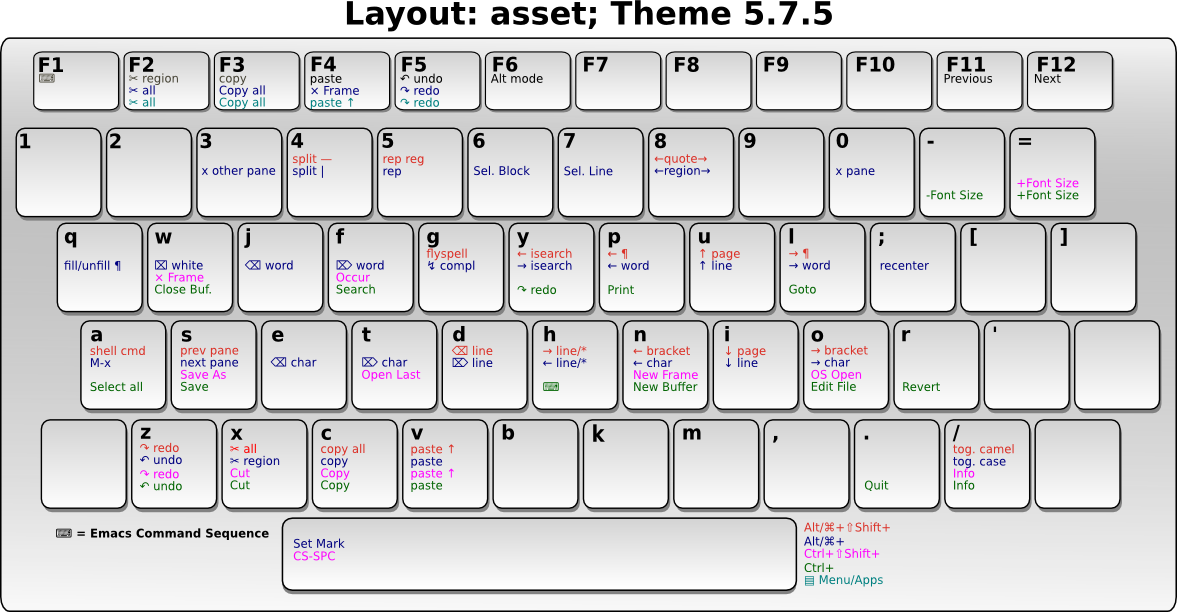 Layout: asset; Theme 5.7.5
F1
⌨
F2
✂ region
✂ all
✂ all
F3
copy
Copy all
Copy all
F4
paste
× Frame
paste ↑
F5
↶ undo
↷ redo
↷ redo
F6
Alt mode
F7
F8
F9
F10
F11
Previous
F12
Next
1
2
3
x other pane
4
split —
split |
5
rep reg
rep
6
Sel. Block
7
Sel. Line
8
←quote→
←region→
9
0
x pane
-
-Font Size
=
+Font Size
+Font Size
q
fill/unfill ¶
w
⌧ white
× Frame
Close Buf.
j
⌫ word
f
⌦ word
Occur
Search
g
flyspell
↯ compl
y
← isearch
→ isearch
↷ redo
p
← ¶
← word
Print
u
↑ page
↑ line
l
→ ¶
→ word
Goto
;
recenter
[
]
a
shell cmd
M-x
Select all
s
prev pane
next pane
Save As
Save
e
⌫ char
t
⌦ char
Open Last
d
⌫ line
⌦ line
h
→ line/*
← line/*
⌨
n
← bracket
← char
New Frame
New Buffer
i
↓ page
↓ line
o
→ bracket
→ char
OS Open
Edit File
r
Revert
'
z
↷ redo
↶ undo
↷ redo
↶ undo
x
✂ all
✂ region
Cut
Cut
c
copy all
copy
Copy
Copy
v
paste ↑
paste
paste ↑
paste
b
k
m
,
.
Quit
/
tog. camel
tog. case
Info
Info
⌨ = Emacs Command Sequence
Set Mark
CS-SPC
Alt/⌘+⇧Shift+
Alt/⌘+
Ctrl+⇧Shift+
Ctrl+
▤ Menu/Apps